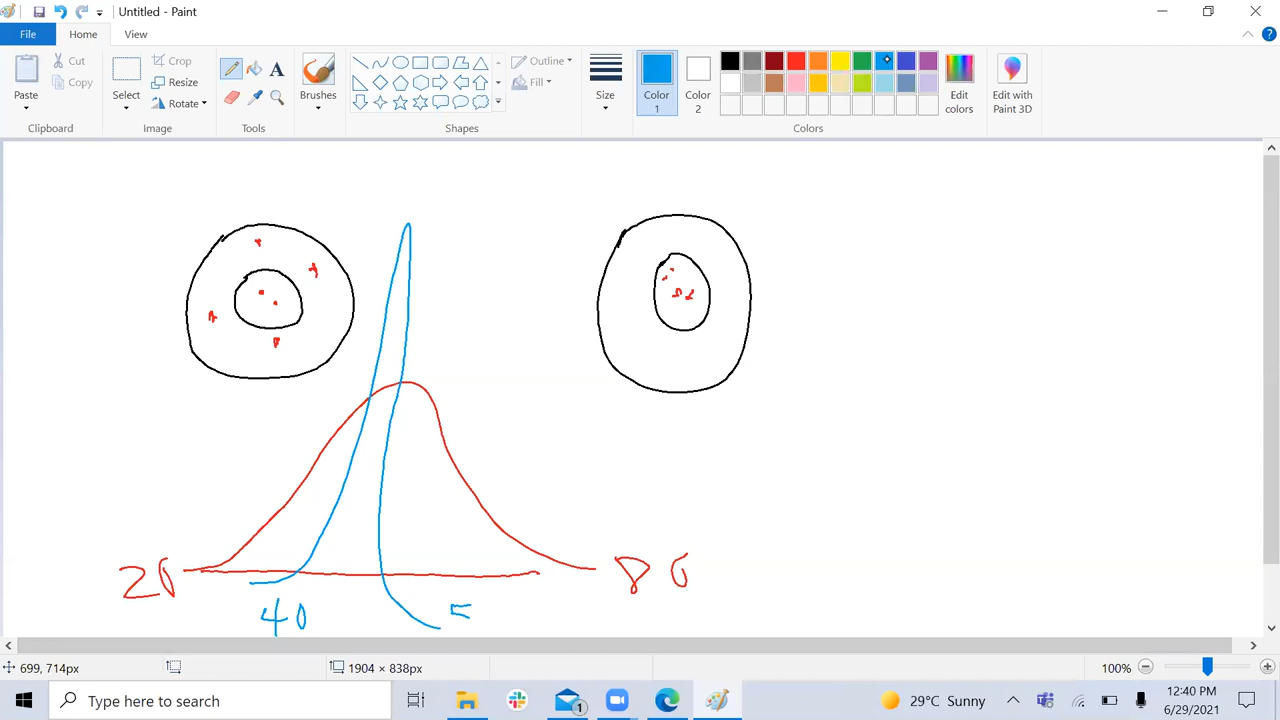 Untitled - Paint
File Home View
Cut
Copy
Paste
Clipboard
Select
Crop
Resize
Rotate
Image
Tools
Brushes
Outline
Fill
Shapes
Size
Color 1
Color 2
Edit colors
Edit with Paint 3D
Colors
20
80
40
5
699, 714px
1904 × 838px
100%
Type here to search
1
29°C Sunny
12:40 PM
6/29/2021